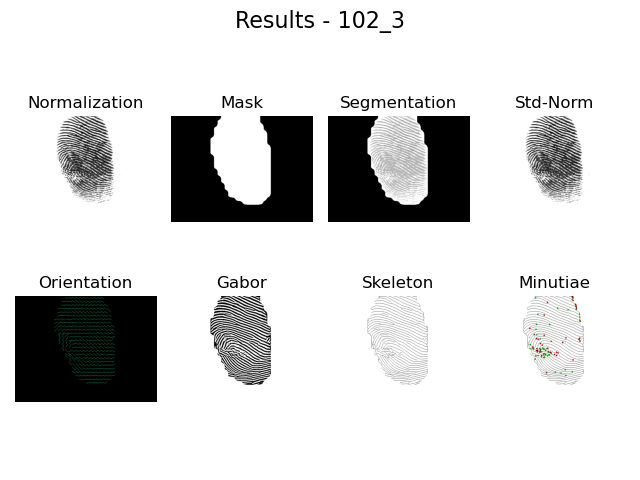 Results - 102_3
Normalization Mask Segmentation Std-Norm
Orientation Gabor Skeleton Minutiae